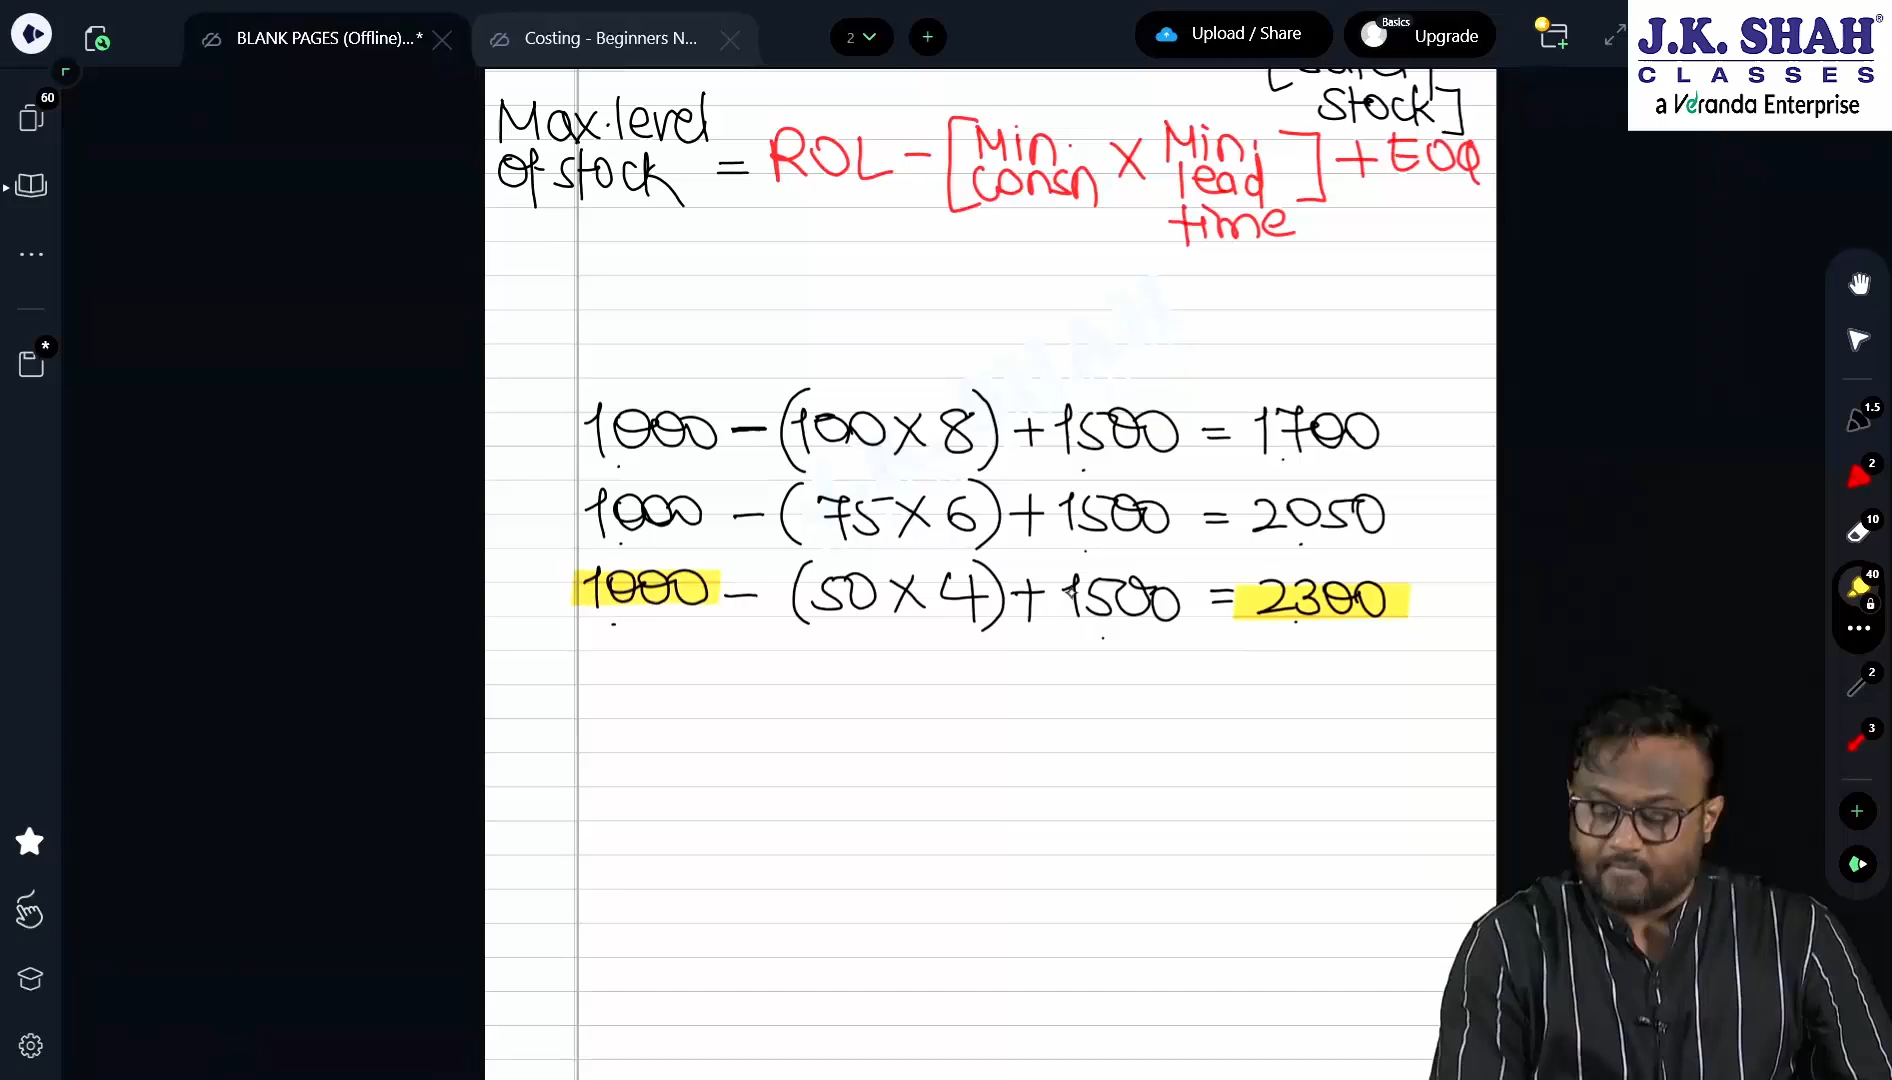 BLANK PAGES (Offline)...*
Costing - Beginners N...
2
+
Upload / Share
Basics
Upgrade
J.K. SHAH®
CLASSES
a Veranda Enterprise
60
stock]
Max. level
of stock = ROL - [Min. consn X Min. lead time] + EOQ
1000 - (100 X 8) + 1500 = 1700
1000 - (75 X 6) + 1500 = 2050
1000 - (50 X 4) + 1500 = 2300
1.5
2
10
40
2
3